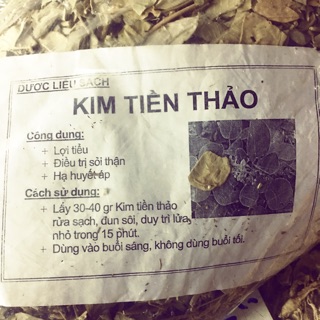 DƯỢC LIỆU SẠCH
KIM TIỀN THẢO
Công dụng:
+ Lợi tiểu
+ Điều trị sỏi thận
+ Hạ huyết áp
Cách sử dụng:
+ Lấy 30-40 gr Kim tiền thảo
rửa sạch, đun sôi, duy trì lửa
nhỏ trong 15 phút.
+ Dùng vào buổi sáng, không dùng buổi tối.